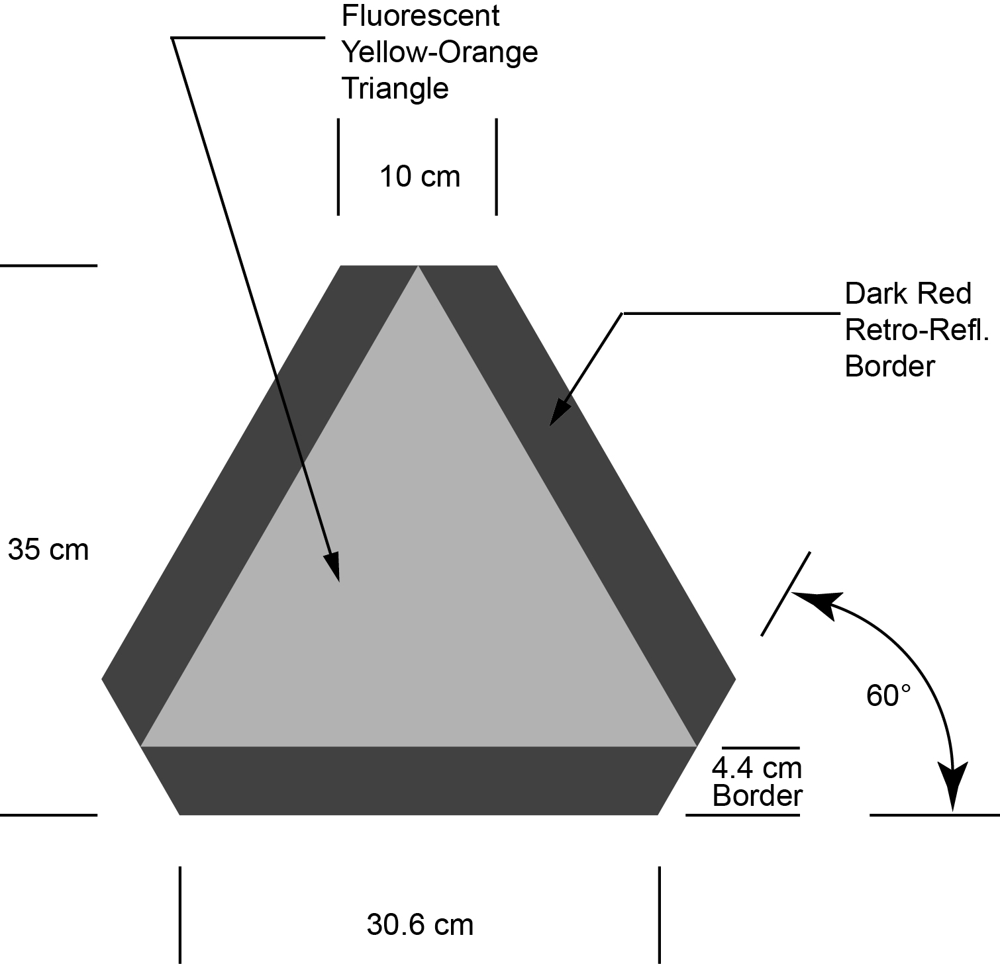 Fluorescent
Yellow-Orange
Triangle
10 cm
Dark Red
Retro-Refl.
Border
35 cm
60°
4.4 cm
Border
30.6 cm